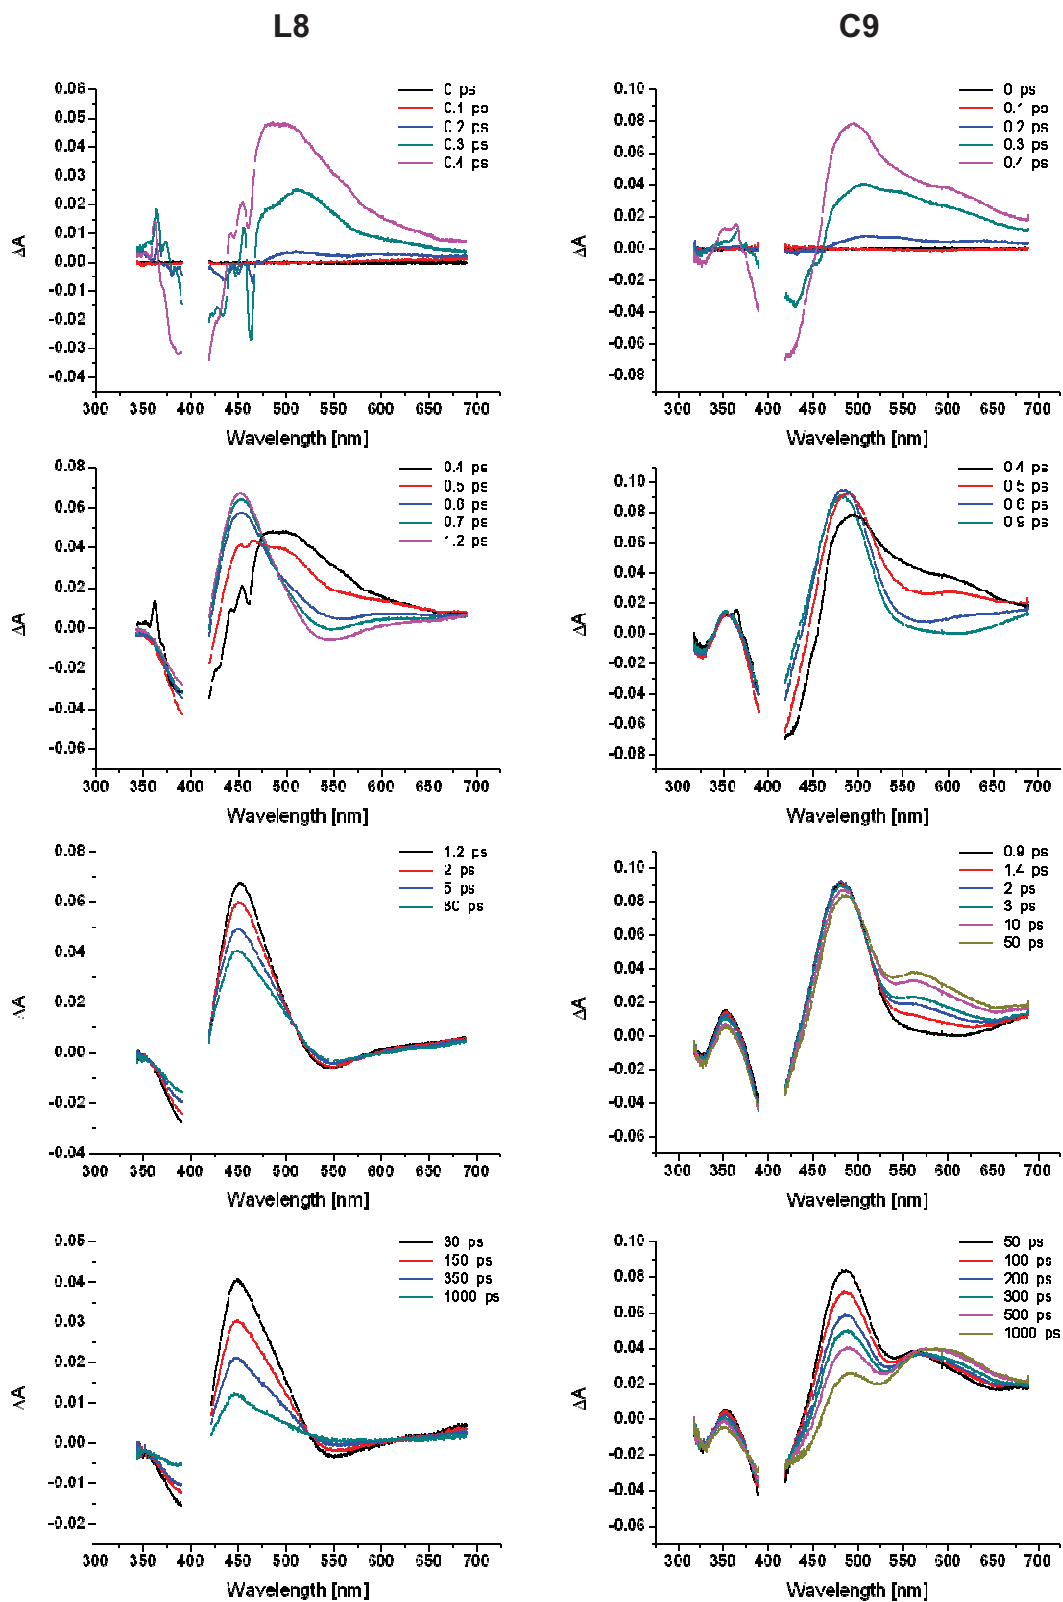 L8
C9
0.06
0.05
0.04
0.03
0.02
0.01
0.00
-0.01
-0.02
-0.03
-0.04
ΔA
0 ps
0.1 ps
0.2 ps
0.3 ps
0.4 ps
300 350 400 450 500 550 600 650 700
Wavelength [nm]
0.10
0.08
0.06
0.04
0.02
0.00
-0.02
-0.04
-0.06
-0.08
ΔA
0 ps
0.1 ps
0.2 ps
0.3 ps
0.4 ps
300 350 400 450 500 550 600 650 700
Wavelength [nm]
0.08
0.06
0.04
0.02
0.00
-0.02
-0.04
-0.06
ΔA
0.4 ps
0.5 ps
0.6 ps
0.7 ps
1.2 ps
300 350 400 450 500 550 600 650 700
Wavelength [nm]
0.10
0.08
0.06
0.04
0.02
0.00
-0.02
-0.04
-0.06
-0.08
ΔA
0.4 ps
0.5 ps
0.6 ps
0.9 ps
300 350 400 450 500 550 600 650 700
Wavelength [nm]
0.08
0.06
0.04
0.02
0.00
-0.02
-0.04
ΔA
1.2 ps
2 ps
5 ps
80 ps
300 350 400 450 500 550 600 650 700
Wavelength [nm]
0.10
0.08
0.06
0.04
0.02
0.00
-0.02
-0.04
-0.06
ΔA
0.9 ps
1.4 ps
2 ps
3 ps
10 ps
50 ps
300 350 400 450 500 550 600 650 700
Wavelength [nm]
0.05
0.04
0.03
0.02
0.01
0.00
-0.01
-0.02
ΔA
80 ps
150 ps
350 ps
1000 ps
300 350 400 450 500 550 600 650 700
Wavelength [nm]
0.10
0.08
0.06
0.04
0.02
0.00
-0.02
-0.04
-0.06
ΔA
50 ps
100 ps
200 ps
300 ps
500 ps
1000 ps
300 350 400 450 500 550 600 650 700
Wavelength [nm]